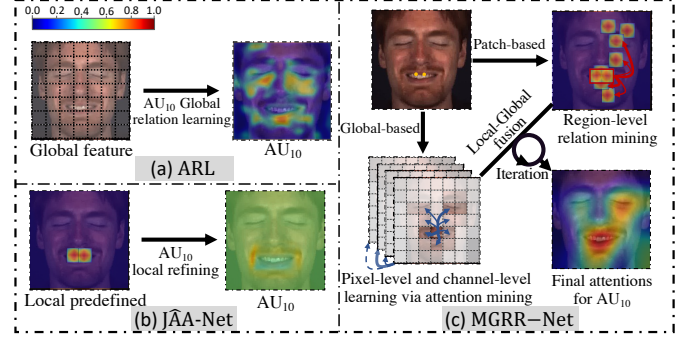 0.0 0.2 0.4 0.6 0.8 1.0
AU10 Global
relation learning
Global feature
AU10
(a) ARL
AU10
local refining
Local predefined
AU10
(b) JÂA-Net
Patch-based
Global-based
Local-Global
fusion
Region-level
relation mining
Iteration
Pixel-level and channel-level
learning via attention mining
Final attentions
for AU10
(c) MGRR−Net